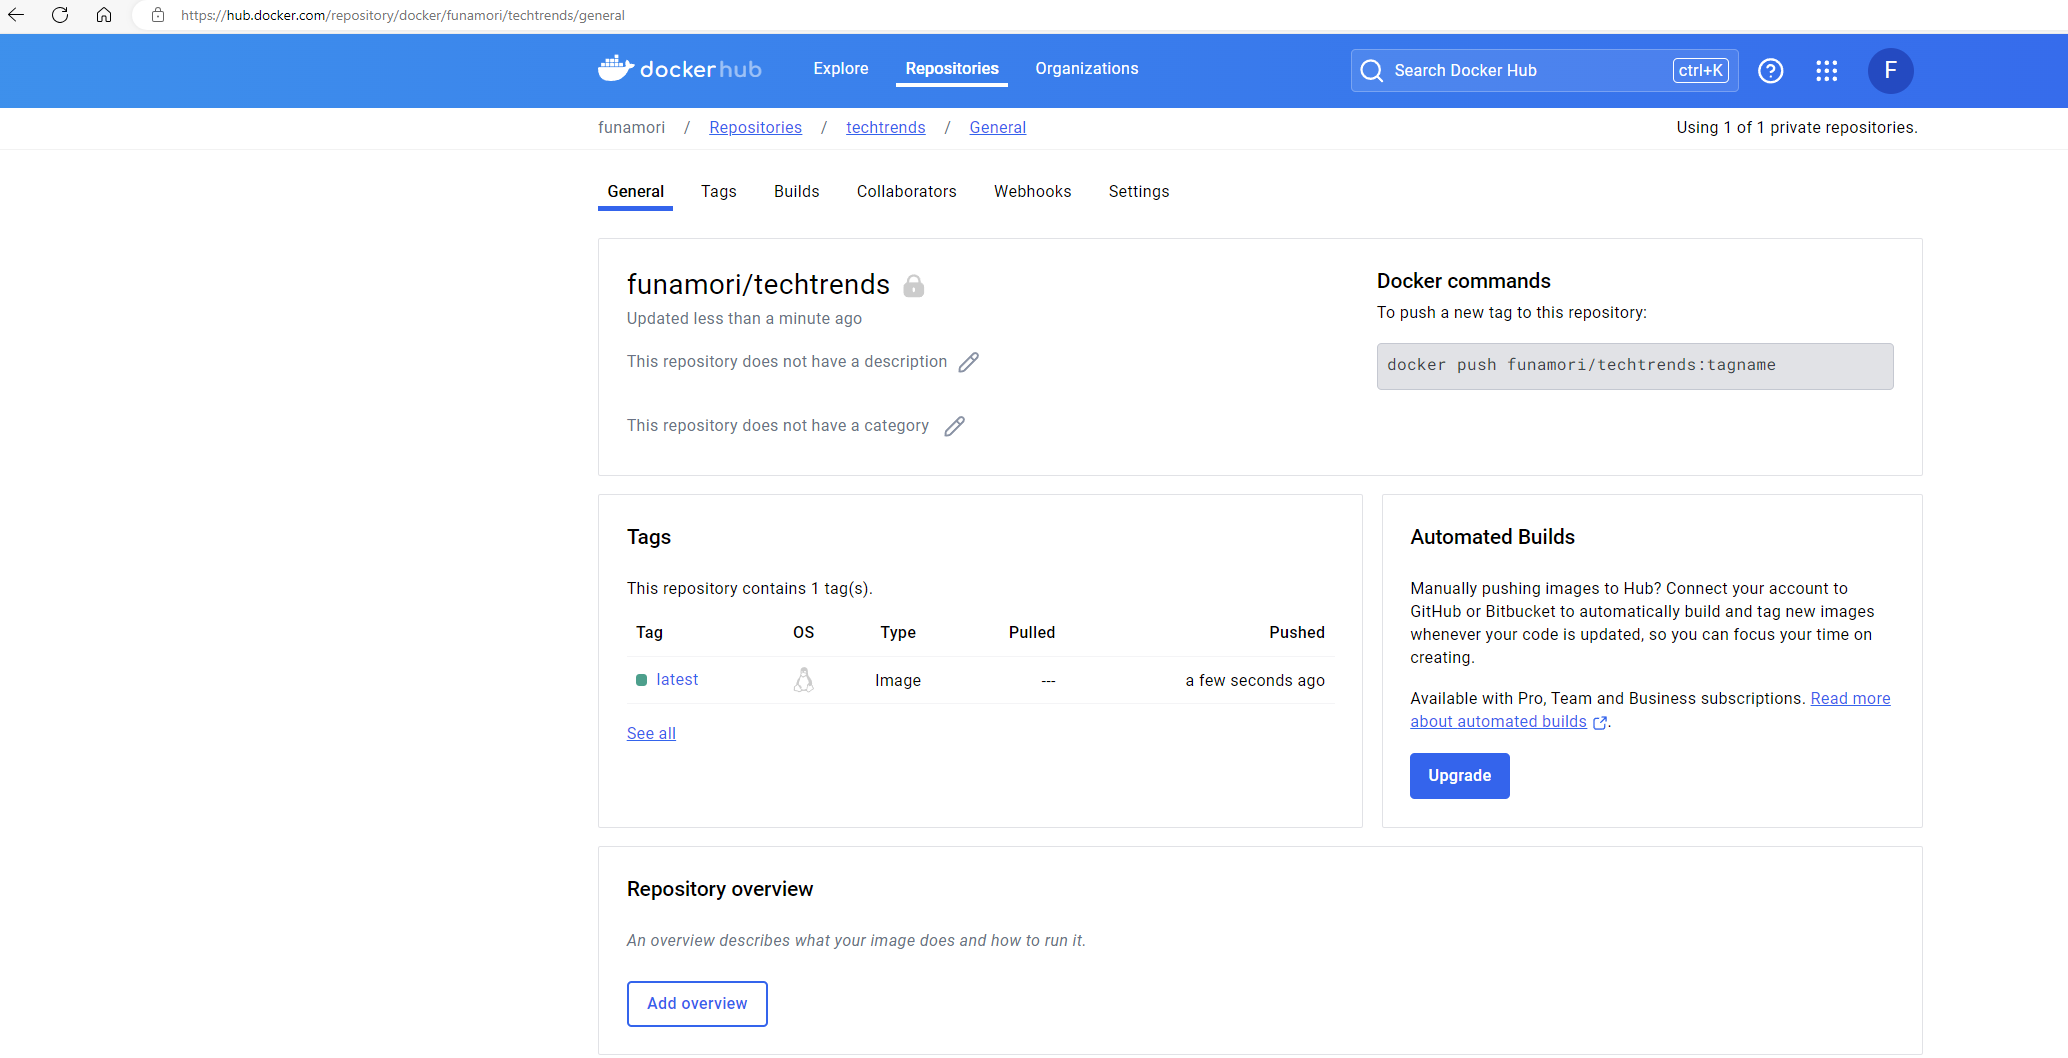 https://hub.docker.com/repository/docker/funamori/techtrends/general
docker hub
Explore
Repositories
Organizations
Search Docker Hub
ctrl+K
?
F
funamori / Repositories / techtrends / General
Using 1 of 1 private repositories.
General
Tags
Builds
Collaborators
Webhooks
Settings
funamori/techtrends
Updated less than a minute ago
This repository does not have a description
This repository does not have a category
Docker commands
To push a new tag to this repository:
docker push funamori/techtrends:tagname
Tags
This repository contains 1 tag(s).
Tag OS Type Pulled Pushed
latest Image --- a few seconds ago
See all
Automated Builds
Manually pushing images to Hub? Connect your account to
GitHub or Bitbucket to automatically build and tag new images
whenever your code is updated, so you can focus your time on
creating.
Available with Pro, Team and Business subscriptions. Read more
about automated builds .
Upgrade
Repository overview
An overview describes what your image does and how to run it.
Add overview